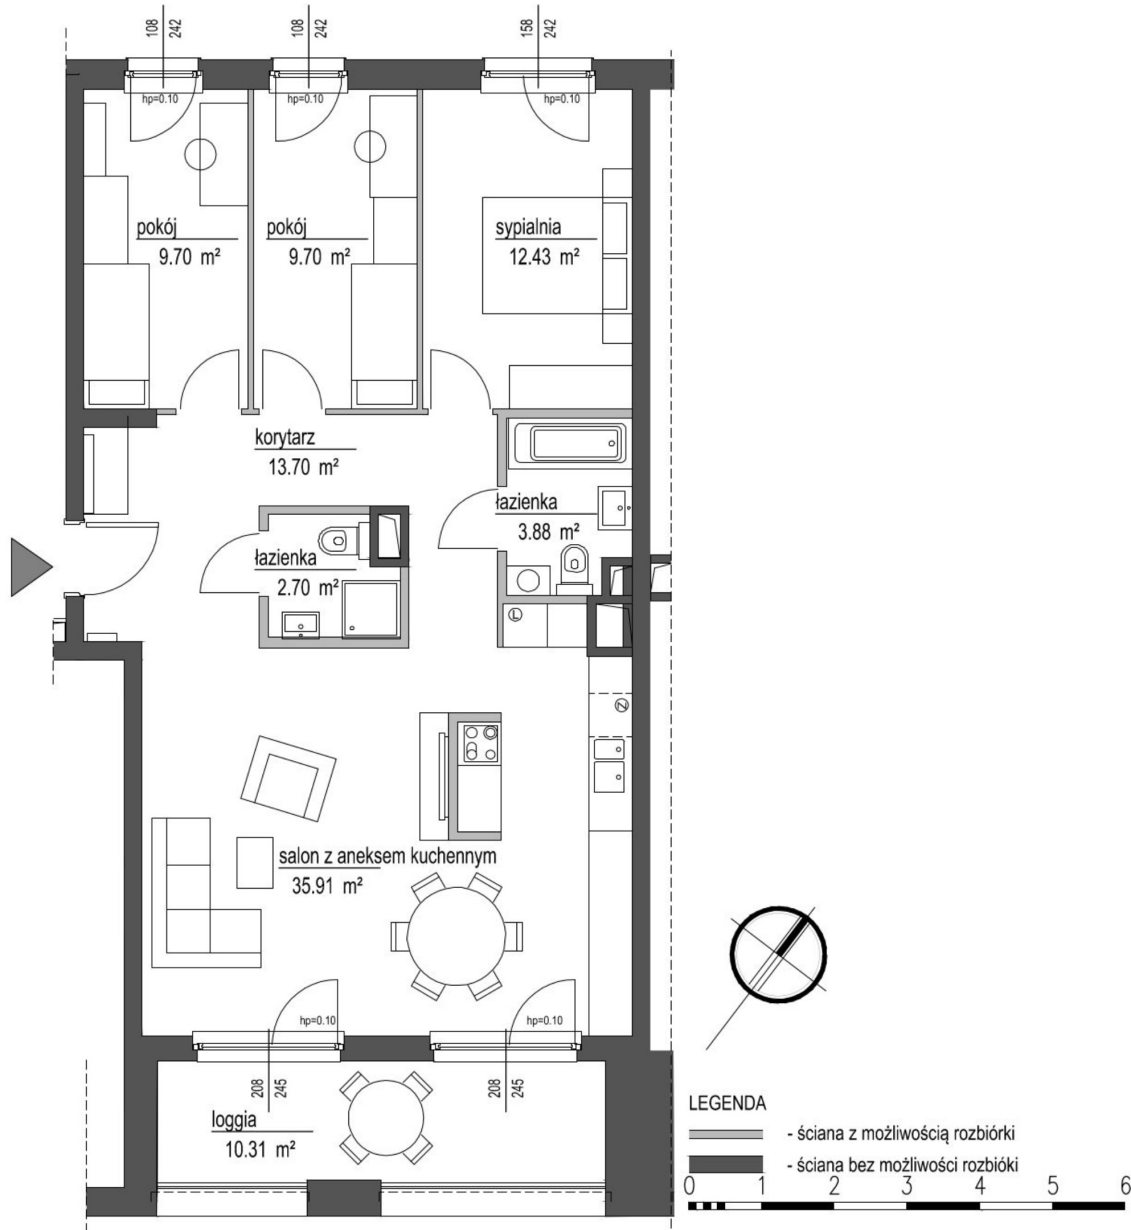 108
242
108
242
158
242
hp=0.10
hp=0.10
hp=0.10
pokój
9.70 m²
pokój
9.70 m²
sypialnia
12.43 m²
korytarz
13.70 m²
łazienka
3.88 m²
łazienka
2.70 m²
L
Z
salon z aneksem kuchennym
35.91 m²
hp=0.10
hp=0.10
208
245
208
245
loggia
10.31 m²
LEGENDA
- ściana z możliwością rozbiórki
- ściana bez możliwości rozbióki
0 1 2 3 4 5 6